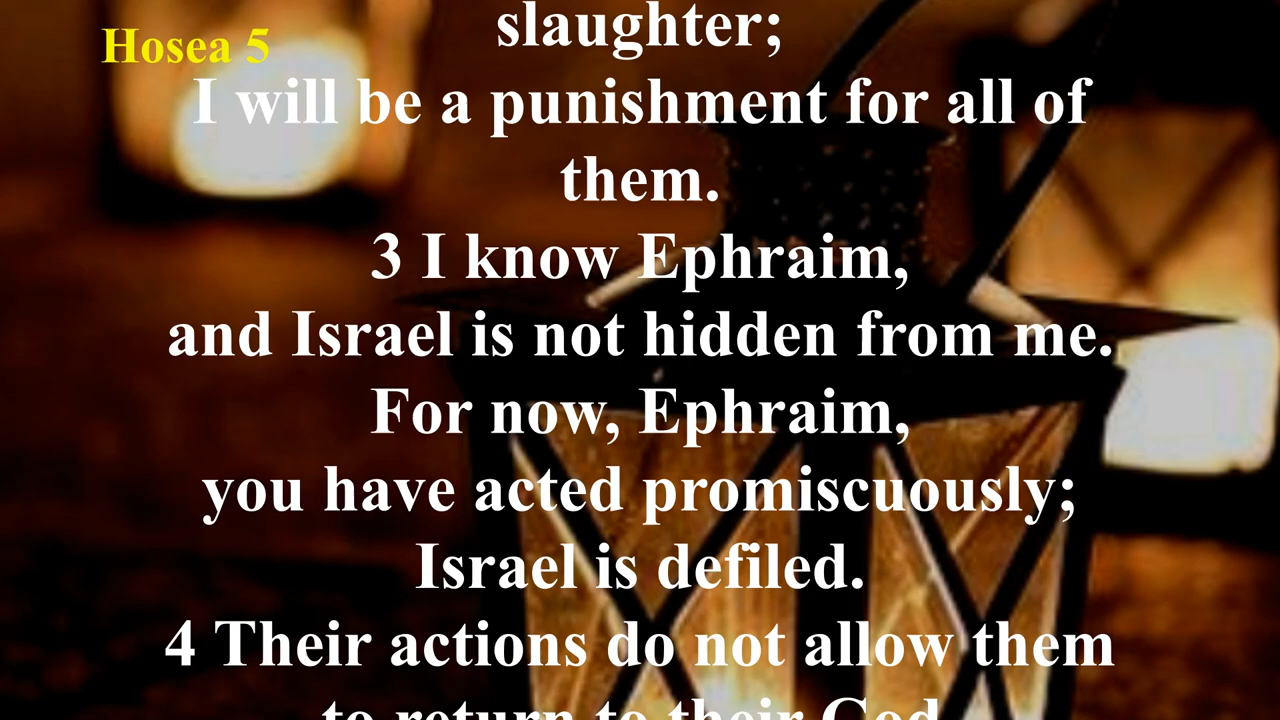 Hosea 5
slaughter;
I will be a punishment for all of
them.
3 I know Ephraim,
and Israel is not hidden from me.
For now, Ephraim,
you have acted promiscuously;
Israel is defiled.
4 Their actions do not allow them
to return to their God